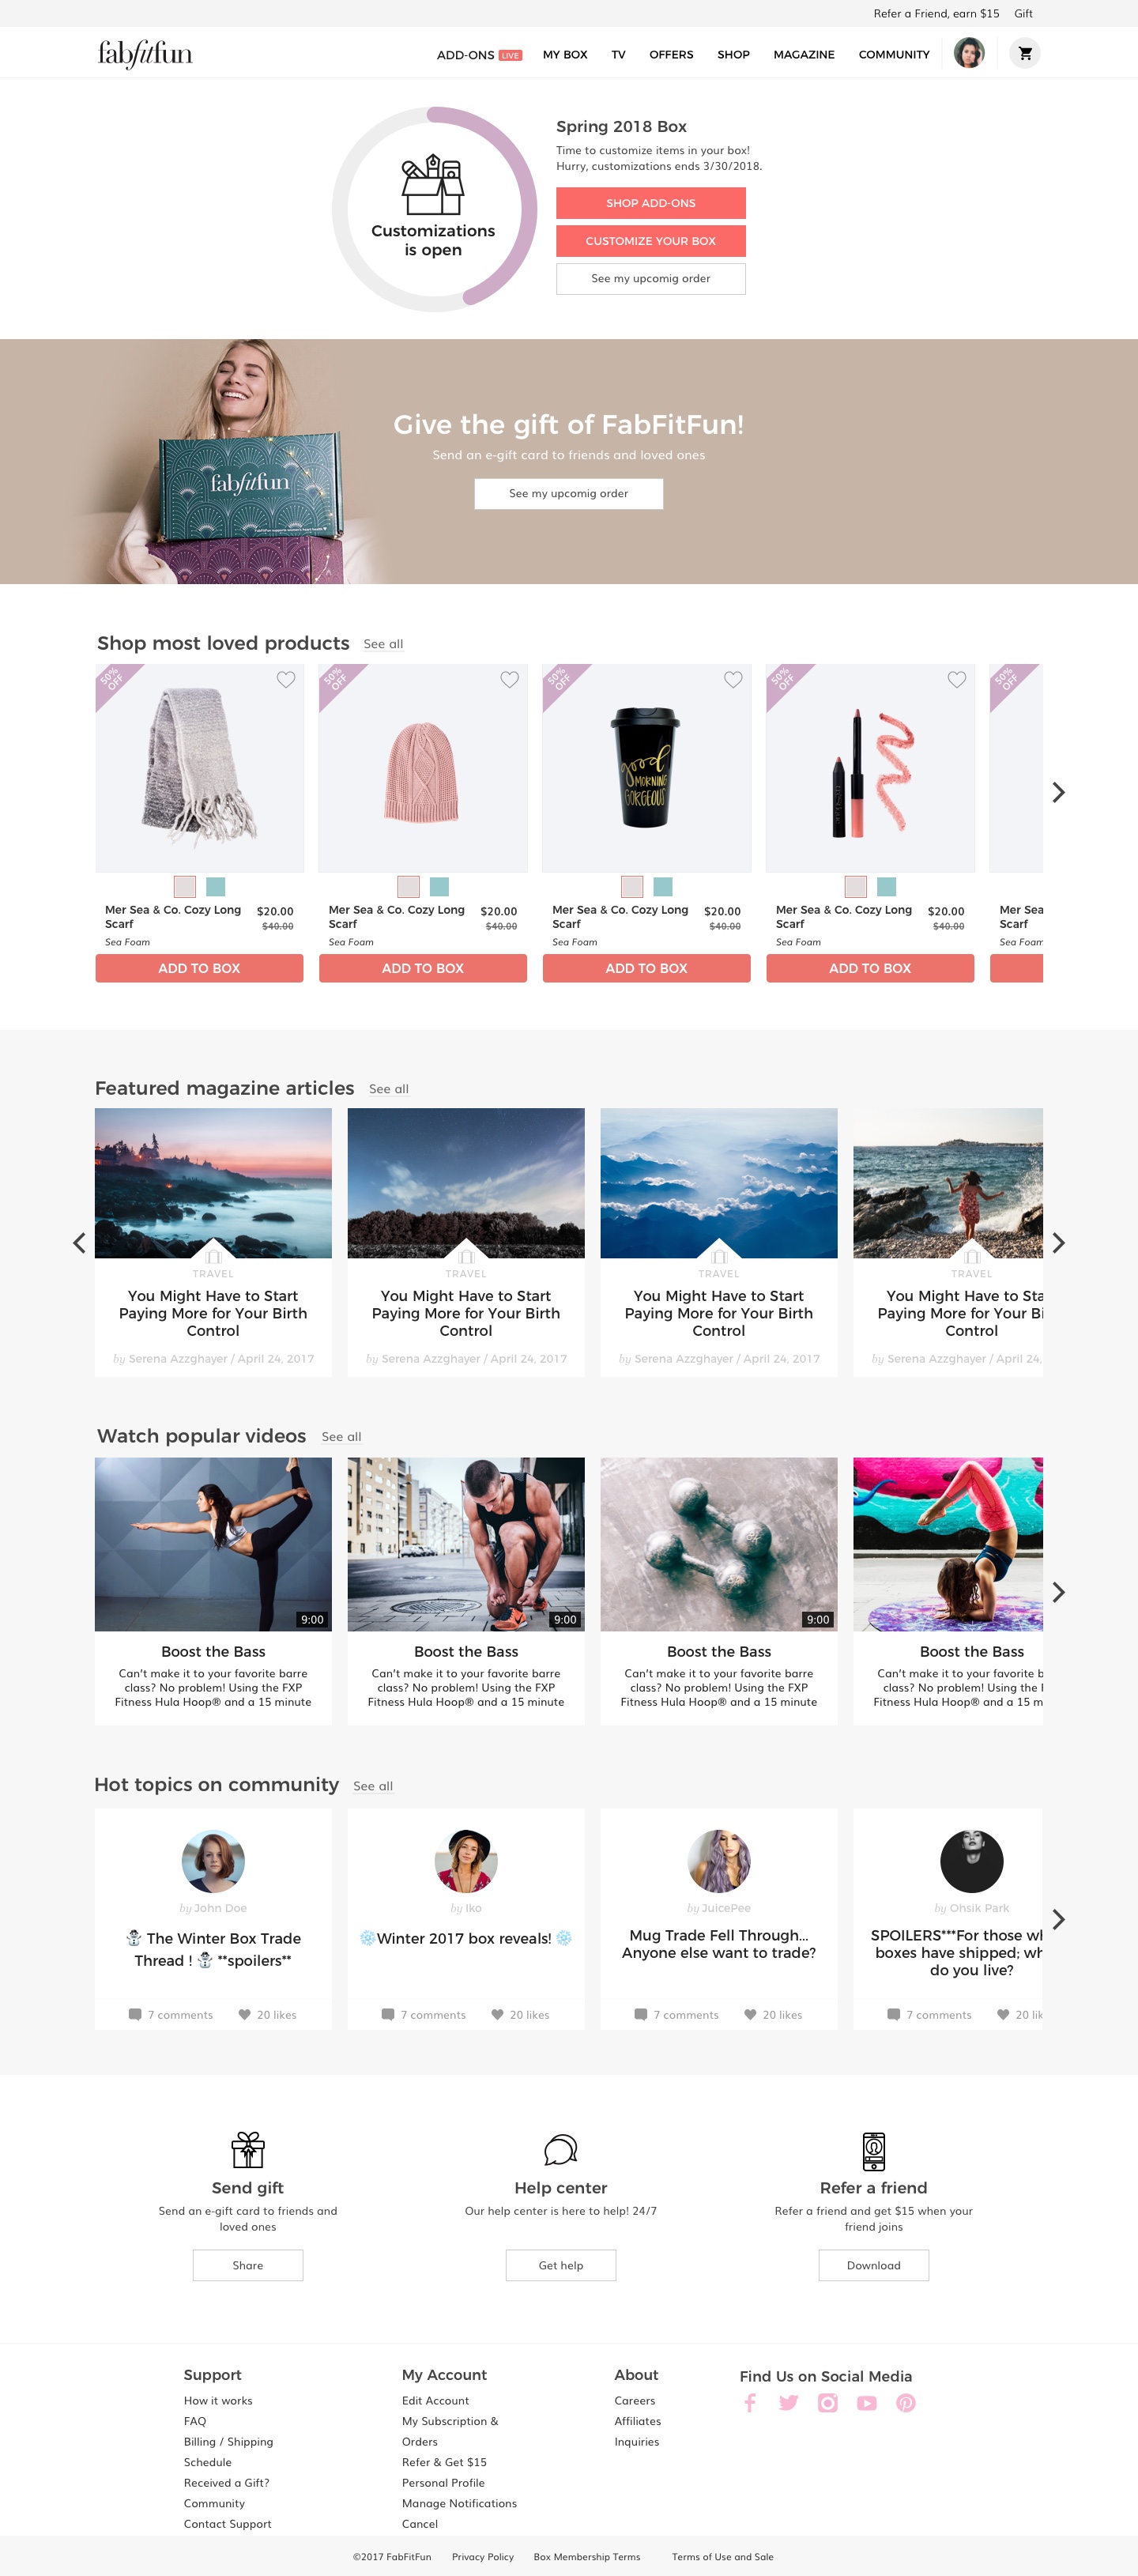 Refer a Friend, earn $15 Gift
fabfitfun
ADD-ONS LIVE MY BOX TV OFFERS SHOP MAGAZINE COMMUNITY
Customizations
is open
Spring 2018 Box
Time to customize items in your box!
Hurry, customizations ends 3/30/2018.
SHOP ADD-ONS
CUSTOMIZE YOUR BOX
See my upcomig order
fabfitfun
FabFitFun supports women's heart health
Give the gift of FabFitFun!
Send an e-gift card to friends and loved ones
See my upcomig order
Shop most loved products See all
50% OFF
50% OFF
50% OFF
good
MORNING
GORGEOUS
50% OFF
50% OFF
Mer Sea & Co. Cozy Long
Scarf
$20.00
$40.00
Sea Foam
ADD TO BOX
Mer Sea & Co. Cozy Long
Scarf
$20.00
$40.00
Sea Foam
ADD TO BOX
Mer Sea & Co. Cozy Long
Scarf
$20.00
$40.00
Sea Foam
ADD TO BOX
Mer Sea & Co. Cozy Long
Scarf
$20.00
$40.00
Sea Foam
ADD TO BOX
Mer Sea
Scarf
Sea Foam
Featured magazine articles See all
TRAVEL
You Might Have to Start
Paying More for Your Birth
Control
by Serena Azzghayer / April 24, 2017
TRAVEL
You Might Have to Start
Paying More for Your Birth
Control
by Serena Azzghayer / April 24, 2017
TRAVEL
You Might Have to Start
Paying More for Your Birth
Control
by Serena Azzghayer / April 24, 2017
TRAVEL
You Might Have to Sta
Paying More for Your Bi
Control
by Serena Azzghayer / April 24,
Watch popular videos See all
9:00
Boost the Bass
Can't make it to your favorite barre
class? No problem! Using the FXP
Fitness Hula Hoop® and a 15 minute
9:00
Boost the Bass
Can't make it to your favorite barre
class? No problem! Using the FXP
Fitness Hula Hoop® and a 15 minute
9:00
Boost the Bass
Can't make it to your favorite barre
class? No problem! Using the FXP
Fitness Hula Hoop® and a 15 minute
Boost the Bass
Can't make it to your favorite b
class? No problem! Using the F
Fitness Hula Hoop® and a 15 m
Hot topics on community See all
by John Doe
⛄ The Winter Box Trade
Thread ! ⛄ **spoilers**
7 comments 20 likes
by Iko
❄️Winter 2017 box reveals! ❄️
7 comments 20 likes
by JuicePee
Mug Trade Fell Through...
Anyone else want to trade?
7 comments 20 likes
by Ohsik Park
SPOILERS***For those wh
boxes have shipped; wh
do you live?
7 comments 20 lik
Send gift
Send an e-gift card to friends and
loved ones
Share
Help center
Our help center is here to help! 24/7
Get help
Refer a friend
Refer a friend and get $15 when your
friend joins
Download
Support
How it works
FAQ
Billing / Shipping
Schedule
Received a Gift?
Community
Contact Support
My Account
Edit Account
My Subscription &
Orders
Refer & Get $15
Personal Profile
Manage Notifications
Cancel
About
Careers
Affiliates
Inquiries
Find Us on Social Media
©2017 FabFitFun Privacy Policy Box Membership Terms Terms of Use and Sale